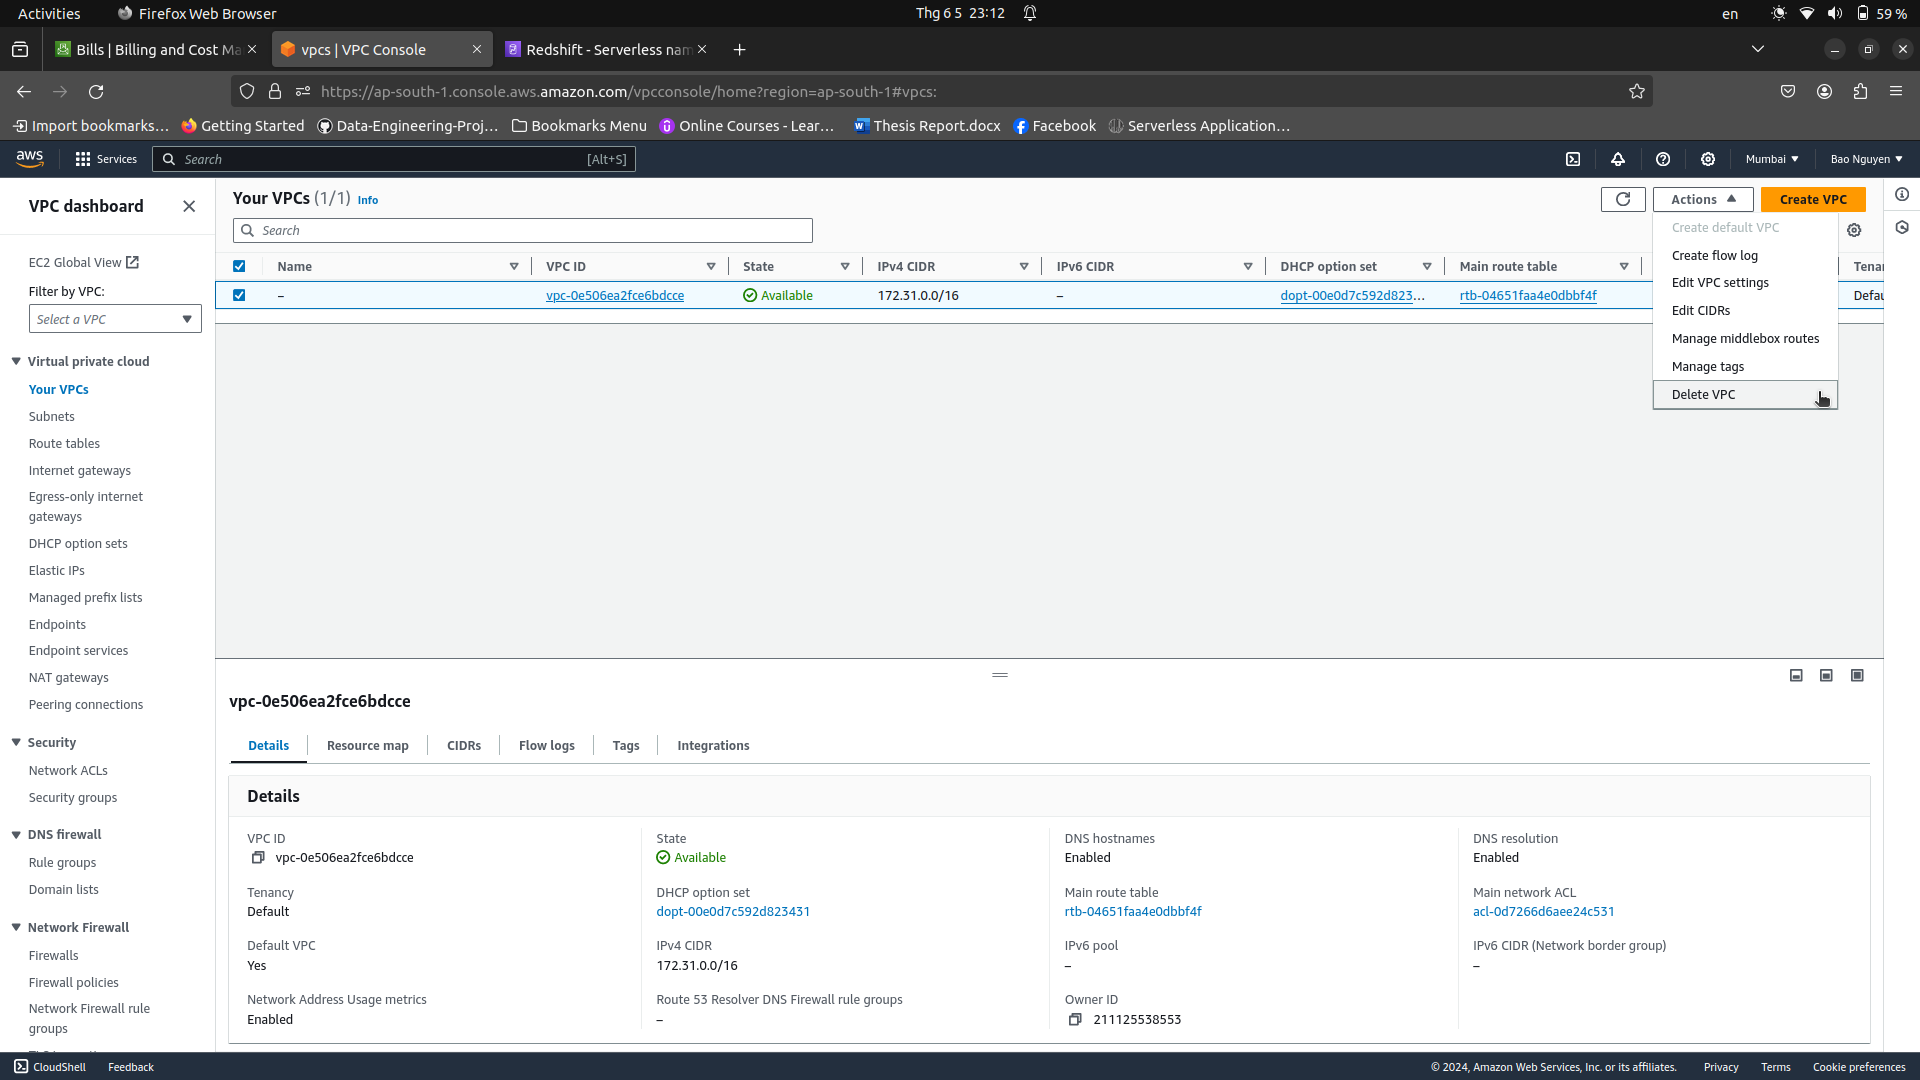 Activities
Firefox Web Browser
Thg 6 5 23:12
en
59 %
Bills | Billing and Cost Ma
vpcs | VPC Console
Redshift - Serverless nam
https://ap-south-1.console.aws.amazon.com/vpcconsole/home?region=ap-south-1#vpcs:
Import bookmarks...
Getting Started
Data-Engineering-Proj...
Bookmarks Menu
Online Courses - Lear...
Thesis Report.docx
Facebook
Serverless Application...
aws
Services
Search
[Alt+S]
Mumbai
Bao Nguyen
VPC dashboard
EC2 Global View
Filter by VPC:
Select a VPC
Virtual private cloud
Your VPCs
Subnets
Route tables
Internet gateways
Egress-only internet
gateways
DHCP option sets
Elastic IPs
Managed prefix lists
Endpoints
Endpoint services
NAT gateways
Peering connections
Security
Network ACLs
Security groups
DNS firewall
Rule groups
Domain lists
Network Firewall
Firewalls
Firewall policies
Network Firewall rule
groups
Your VPCs (1/1) Info
Actions
Create VPC
Search
Create default VPC
Create flow log
Edit VPC settings
Edit CIDRs
Manage middlebox routes
Manage tags
Delete VPC
Name
VPC ID
State
IPv4 CIDR
IPv6 CIDR
DHCP option set
Main route table
Tenan
–
vpc-0e506ea2fce6bdcce
Available
172.31.0.0/16
–
dopt-00e0d7c592d823...
rtb-04651faa4e0dbbf4f
Defau
vpc-0e506ea2fce6bdcce
Details
Resource map
CIDRs
Flow logs
Tags
Integrations
Details
VPC ID
vpc-0e506ea2fce6bdcce
State
Available
DNS hostnames
Enabled
DNS resolution
Enabled
Tenancy
Default
DHCP option set
dopt-00e0d7c592d823431
Main route table
rtb-04651faa4e0dbbf4f
Main network ACL
acl-0d7266d6aee24c531
Default VPC
Yes
IPv4 CIDR
172.31.0.0/16
IPv6 pool
–
IPv6 CIDR (Network border group)
–
Network Address Usage metrics
Enabled
Route 53 Resolver DNS Firewall rule groups
–
Owner ID
211125538553
CloudShell
Feedback
© 2024, Amazon Web Services, Inc. or its affiliates.
Privacy
Terms
Cookie preferences